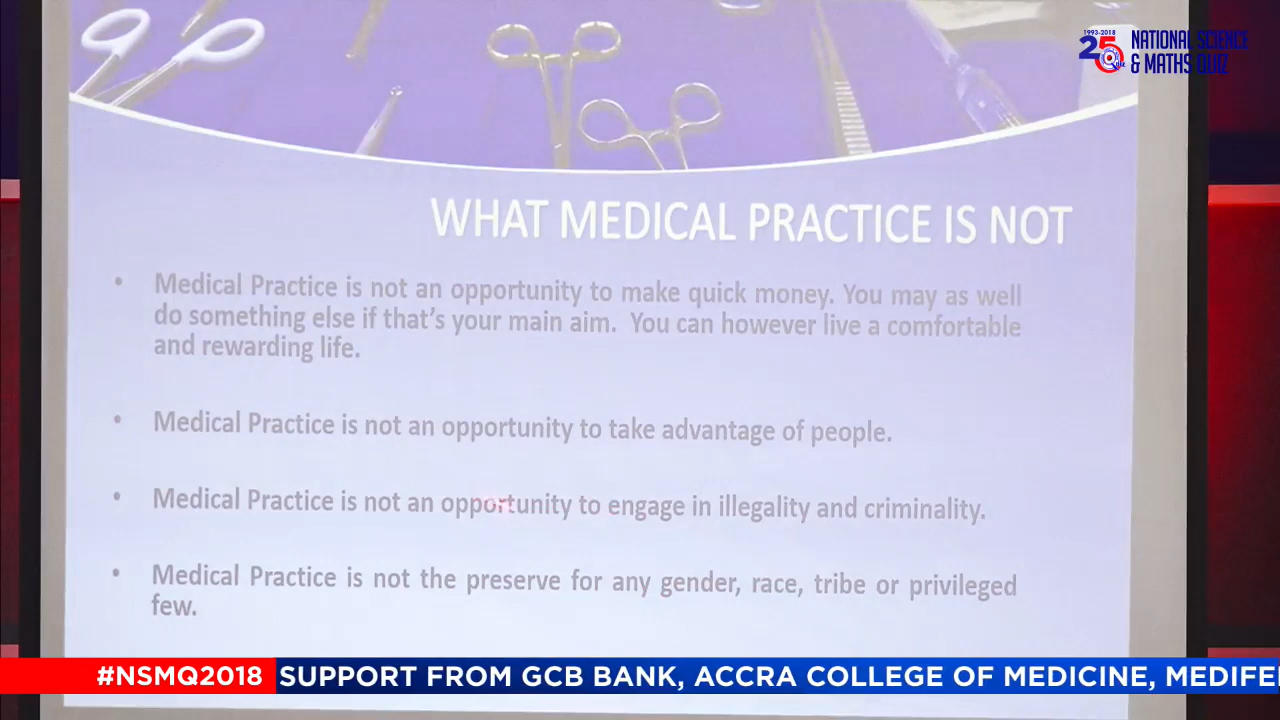 1993-2018
25
NATIONAL SCIENCE
& MATHS QUIZ
WHAT MEDICAL PRACTICE IS NOT
• Medical Practice is not an opportunity to make quick money. You may as well
do something else if that's your main aim. You can however live a comfortable
and rewarding life.
• Medical Practice is not an opportunity to take advantage of people.
• Medical Practice is not an opportunity to engage in illegality and criminality.
• Medical Practice is not the preserve for any gender, race, tribe or privileged
few.
#NSMQ2018 SUPPORT FROM GCB BANK, ACCRA COLLEGE OF MEDICINE, MEDIFE